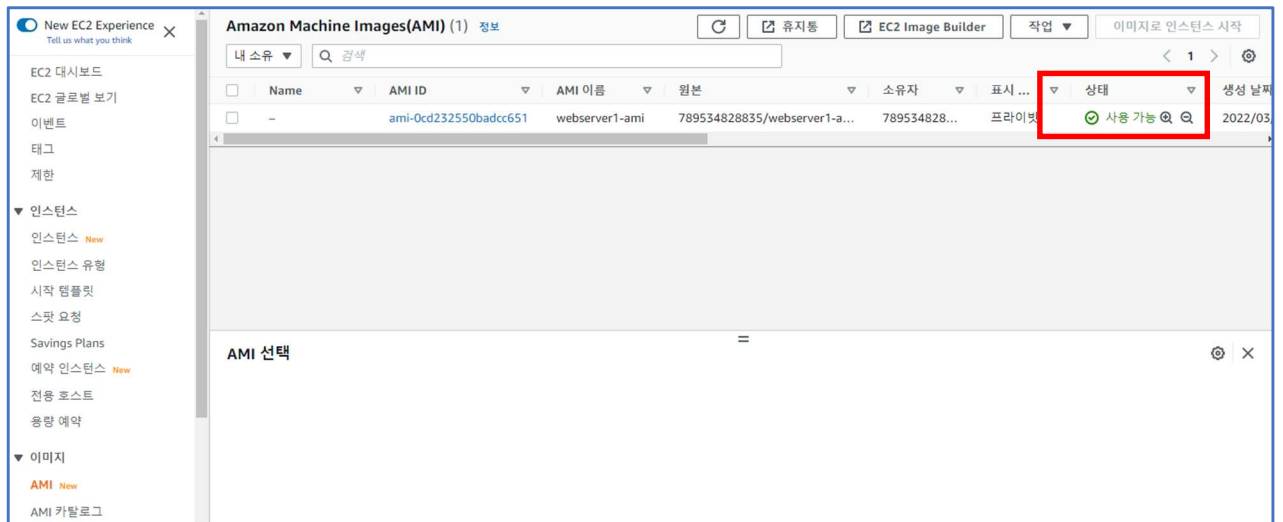 New EC2 Experience
Tell us what you think
EC2 대시보드
EC2 글로벌 보기
이벤트
태그
제한
인스턴스
인스턴스 New
인스턴스 유형
시작 템플릿
스팟 요청
Savings Plans
예약 인스턴스 New
전용 호스트
용량 예약
이미지
AMI New
AMI 카탈로그
Amazon Machine Images(AMI) (1) 정보
휴지통 EC2 Image Builder 작업 이미지로 인스턴스 시작
내 소유 검색 1
Name AMI ID AMI 이름 원본 소유자 표시 ... 상태 생성 날짜
– ami-0cd232550badcc651 webserver1-ami 789534828835/webserver1-a... 789534828... 프라이빗 사용 가능 2022/03/
AMI 선택